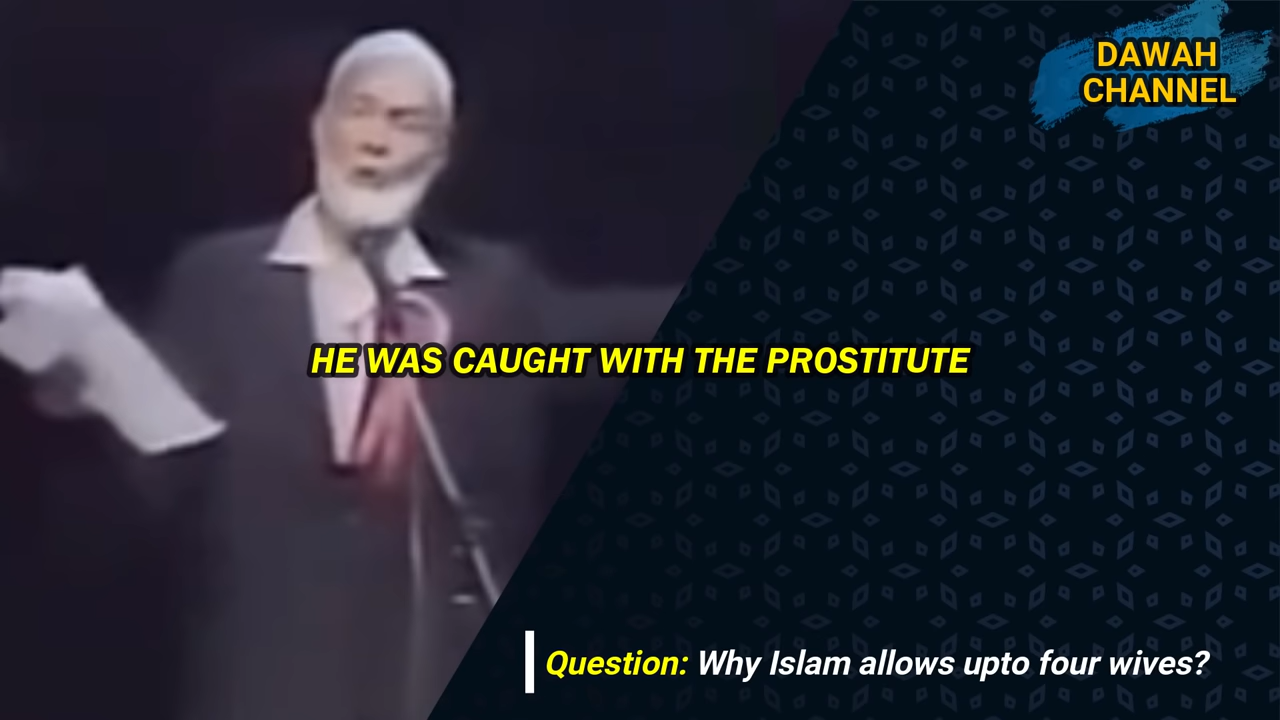 DAWAH
CHANNEL
HE WAS CAUGHT WITH THE PROSTITUTE
Question: Why Islam allows upto four wives?